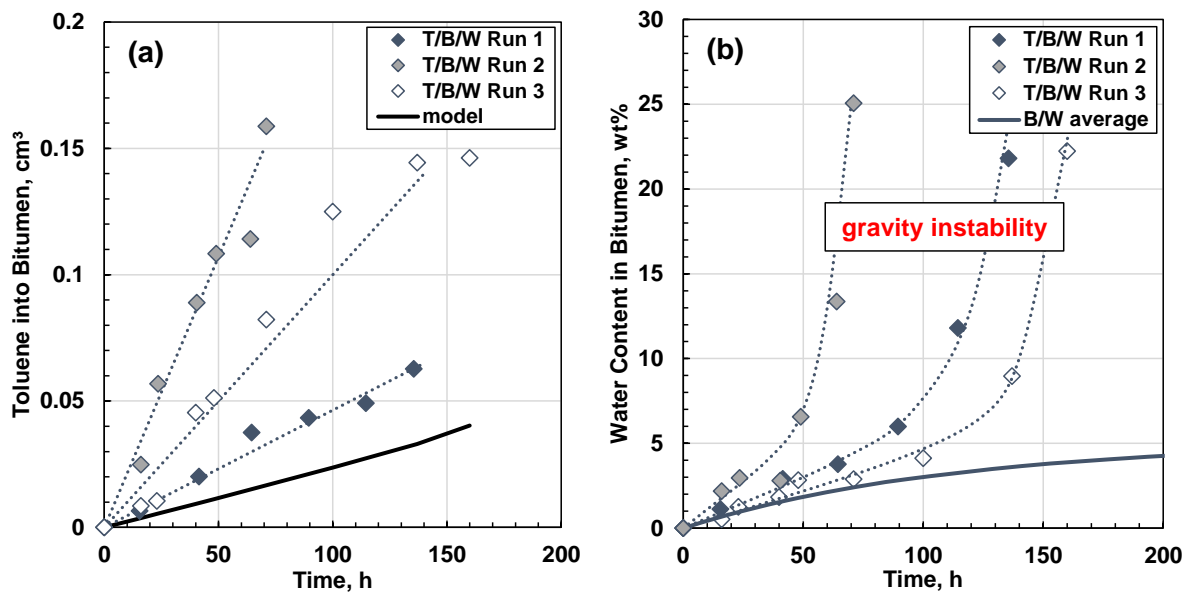 (a)
T/B/W Run 1
T/B/W Run 2
T/B/W Run 3
model
Toluene into Bitumen, cm³
0.2
0.15
0.1
0.05
0
0
50
100
150
200
Time, h
(b)
T/B/W Run 1
T/B/W Run 2
T/B/W Run 3
B/W average
gravity instability
Water Content in Bitumen, wt%
30
25
20
15
10
5
0
0
50
100
150
200
Time, h